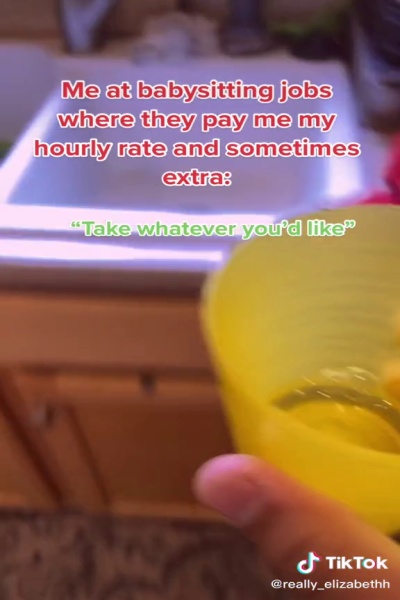 Me at babysitting jobs
where they pay me my
hourly rate and sometimes
extra:
“Take whatever you’d like”
TikTok
@really_elizabethh